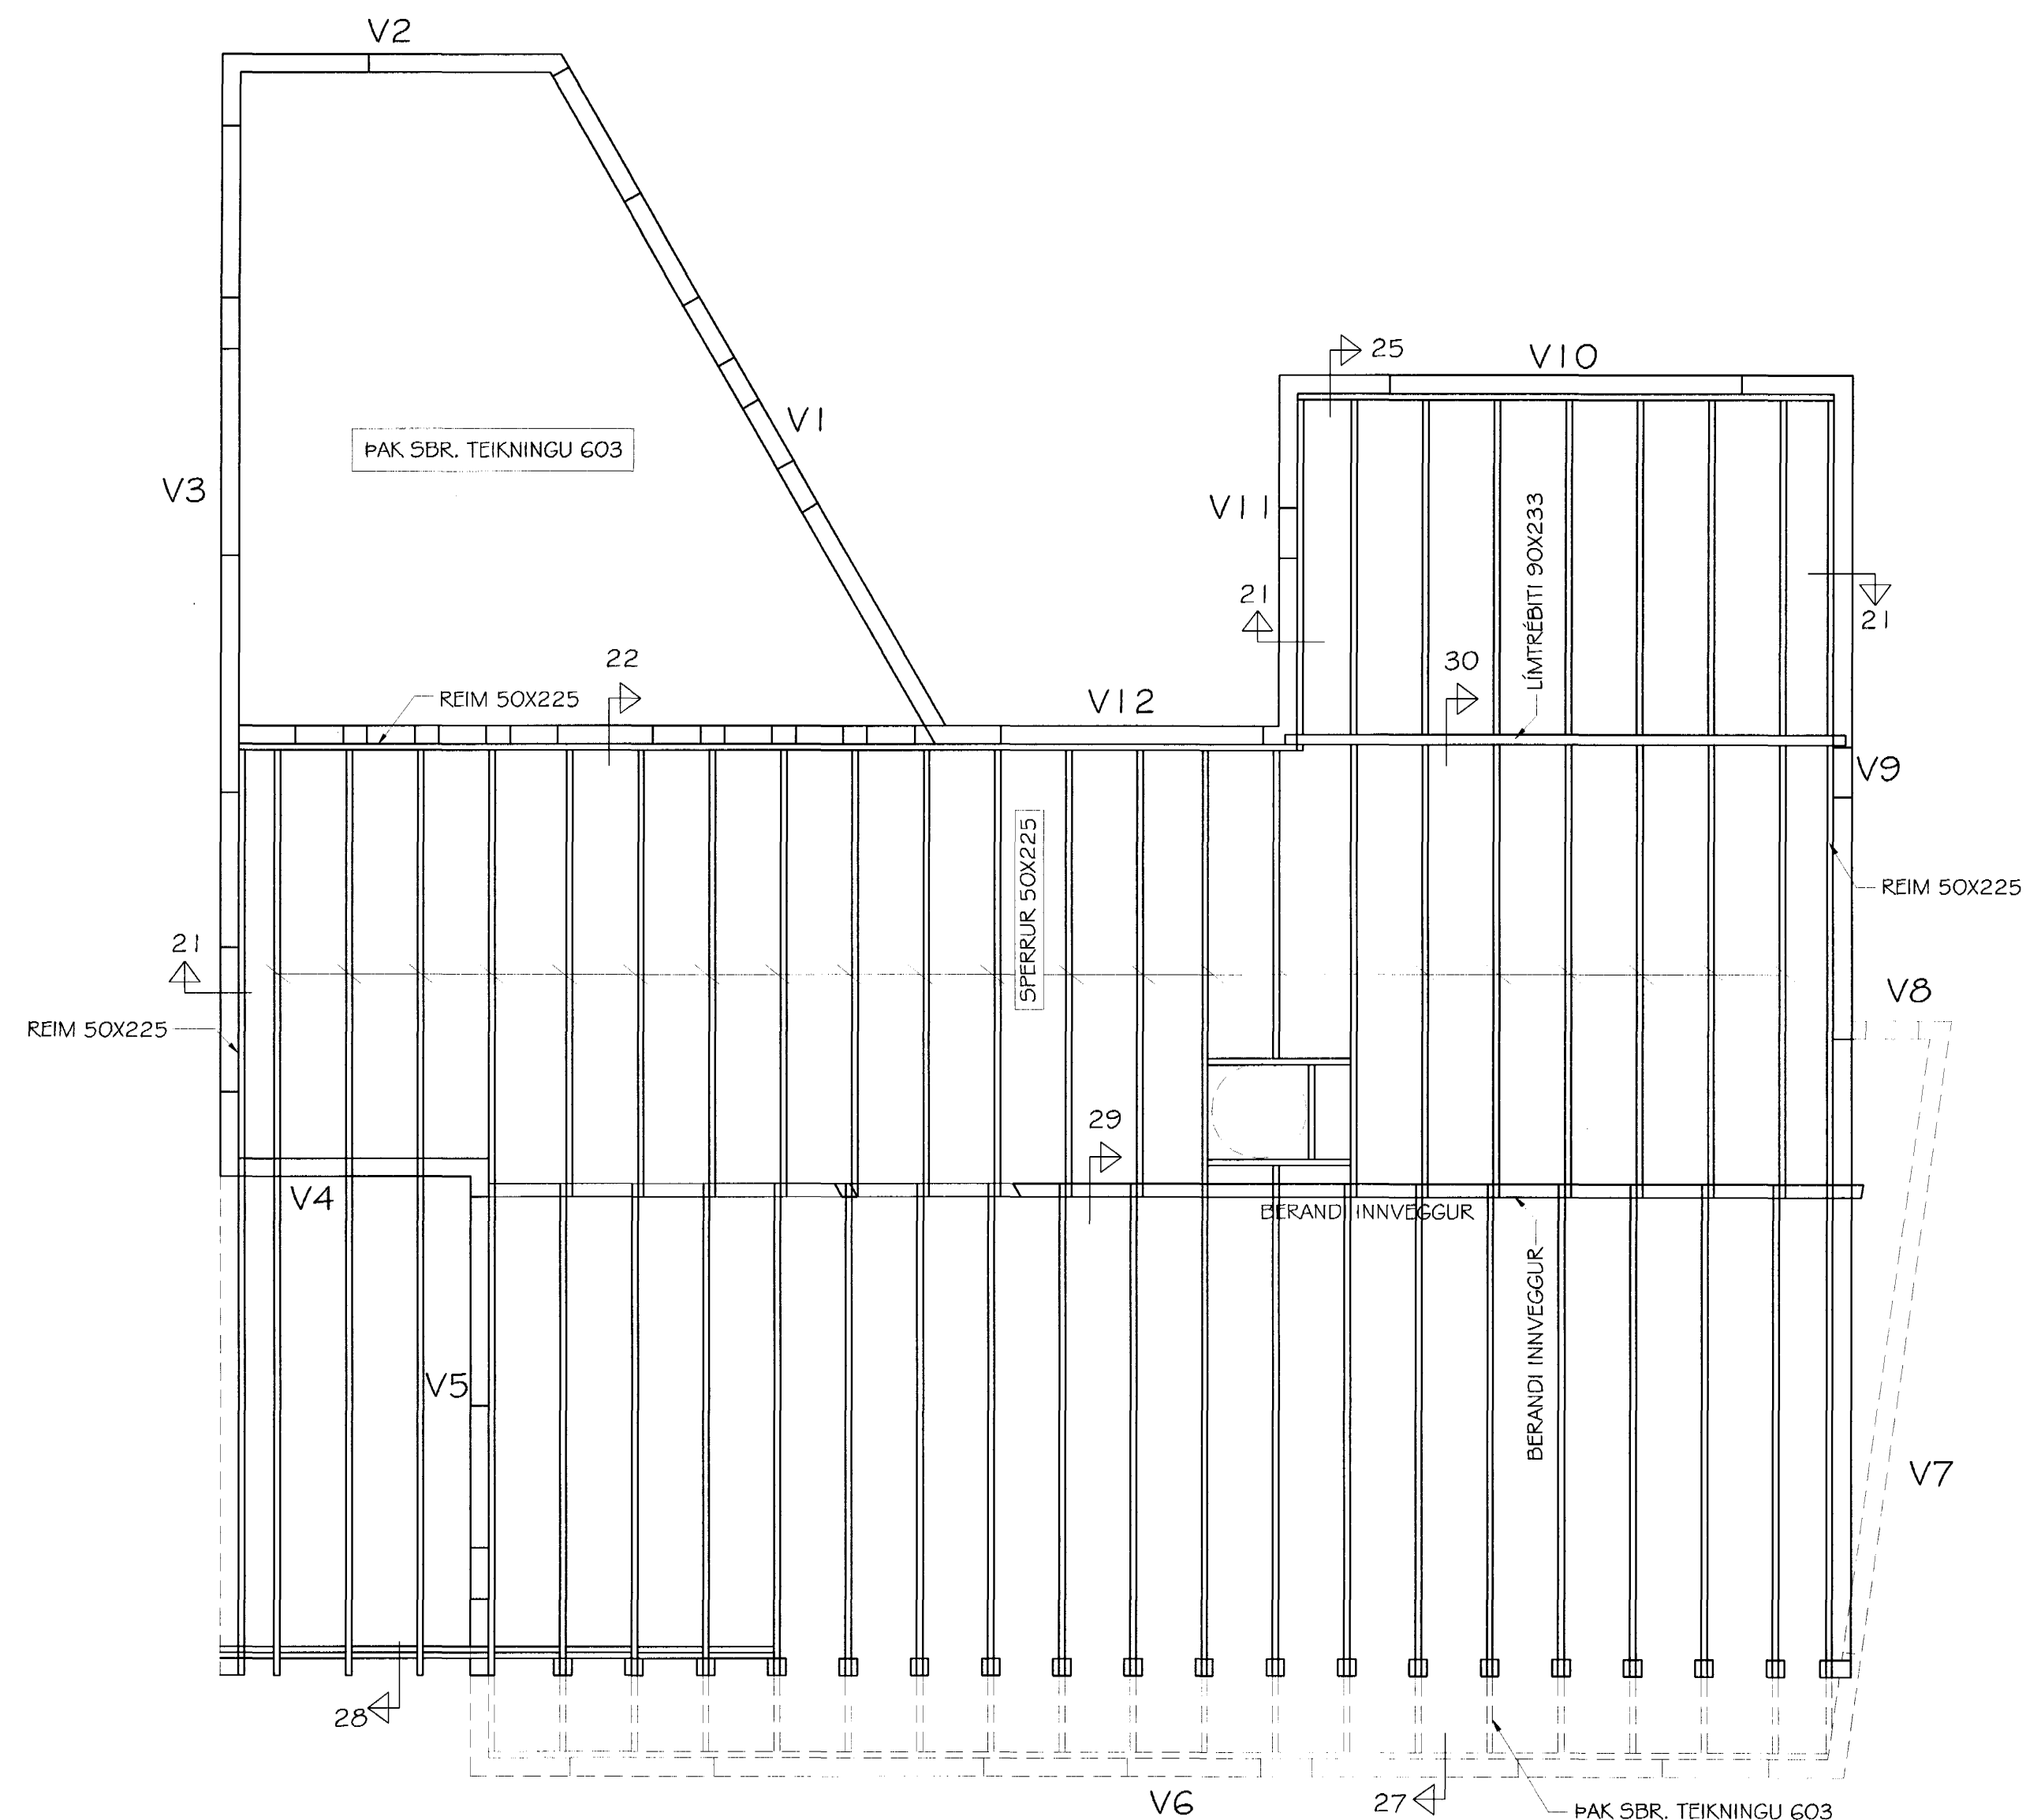 V2
V10
25
V1
ÞAK SBR. TEIKNINGU 603
V3
V11
LÍMTRÉBITI 90X233
21
21
22
30
REIM 50X225
V12
V9
SPERRUR 50X225
REIM 50X225
21
V8
REIM 50X225
29
V4
BERANDI INNVEGGUR
BERANDI INNVEGGUR
V5
V7
28
V6
27
ÞAK SBR. TEIKNINGU 603